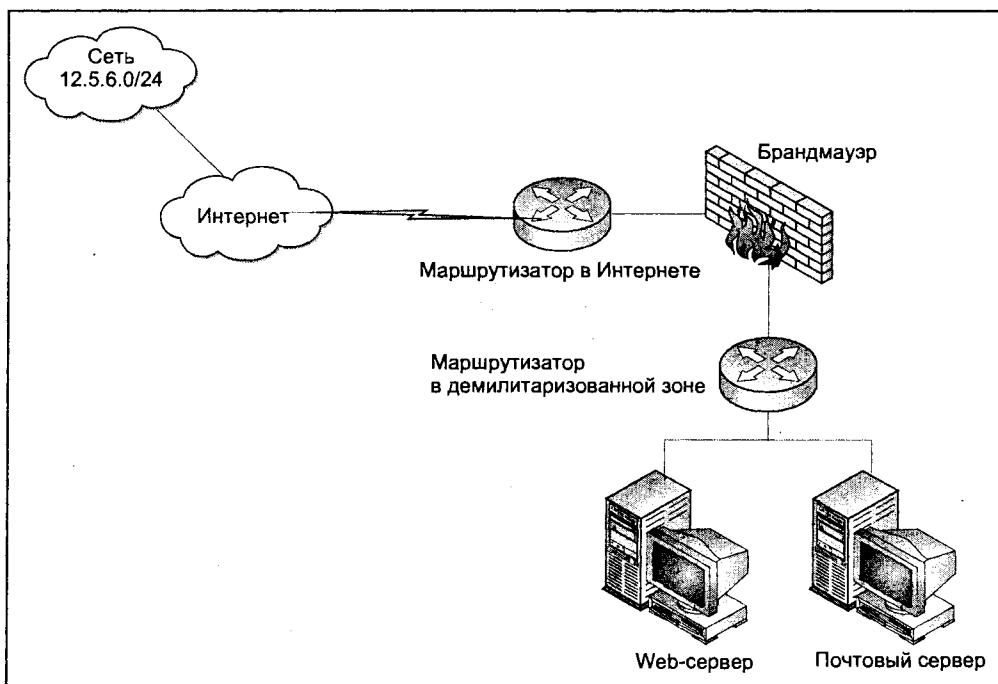 Сеть
12.5.6.0/24
Брандмауэр
Интернет
Маршрутизатор в Интернете
Маршрутизатор
в демилитаризованной зоне
Web-сервер
Почтовый сервер